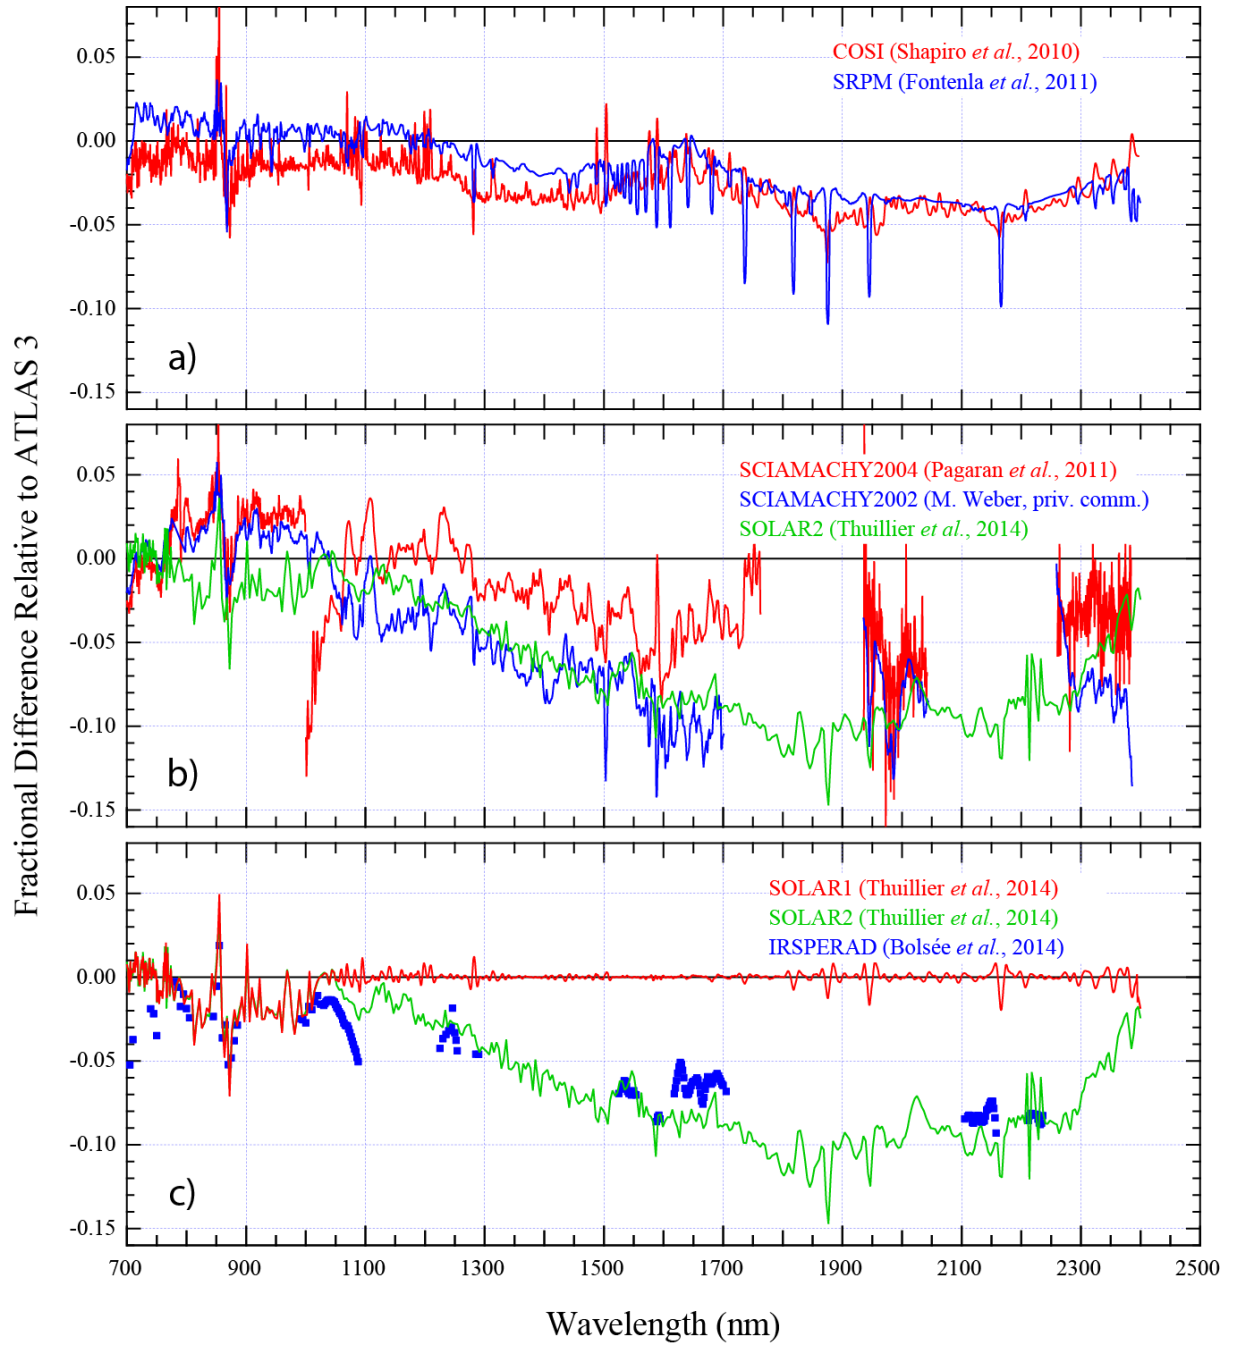 Fractional Difference Relative to ATLAS 3
0.05
0.00
-0.05
-0.10
-0.15
COSI (Shapiro et al., 2010)
SRPM (Fontenla et al., 2011)
a)
0.05
0.00
-0.05
-0.10
-0.15
SCIAMACHY2004 (Pagaran et al., 2011)
SCIAMACHY2002 (M. Weber, priv. comm.)
SOLAR2 (Thuillier et al., 2014)
b)
0.05
0.00
-0.05
-0.10
-0.15
SOLAR1 (Thuillier et al., 2014)
SOLAR2 (Thuillier et al., 2014)
IRSPERAD (Bolsée et al., 2014)
c)
700 900 1100 1300 1500 1700 1900 2100 2300 2500
Wavelength (nm)